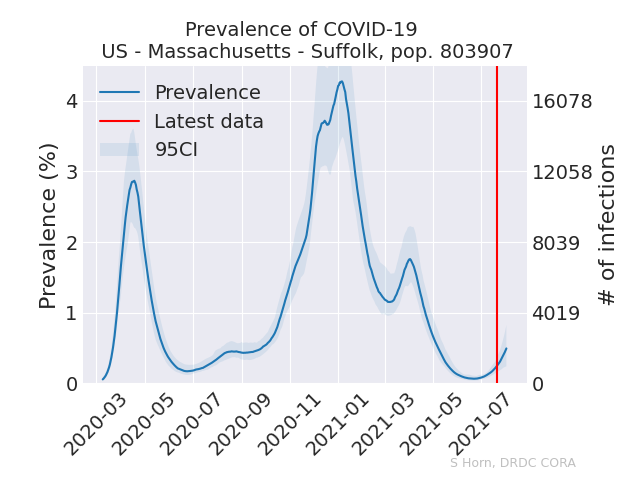 Prevalence of COVID-19
US - Massachusetts - Suffolk, pop. 803907
Prevalence
Latest data
95CI
Prevalence (%)
4
3
2
1
0
16078
12058
8039
4019
0
# of infections
2020-03
2020-05
2020-07
2020-09
2020-11
2021-01
2021-03
2021-05
2021-07
S Horn, DRDC CORA